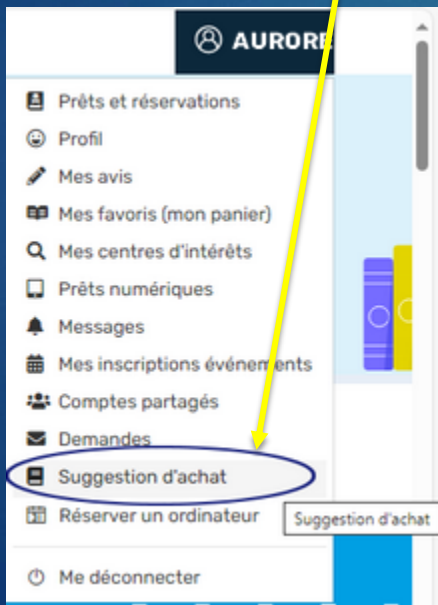 AURORE
Prêts et réservations
Profil
Mes avis
Mes favoris (mon panier)
Mes centres d'intérêts
Prêts numériques
Messages
Mes inscriptions événements
Comptes partagés
Demandes
Suggestion d'achat
Réserver un ordinateur
Suggestion d'achat
Me déconnecter